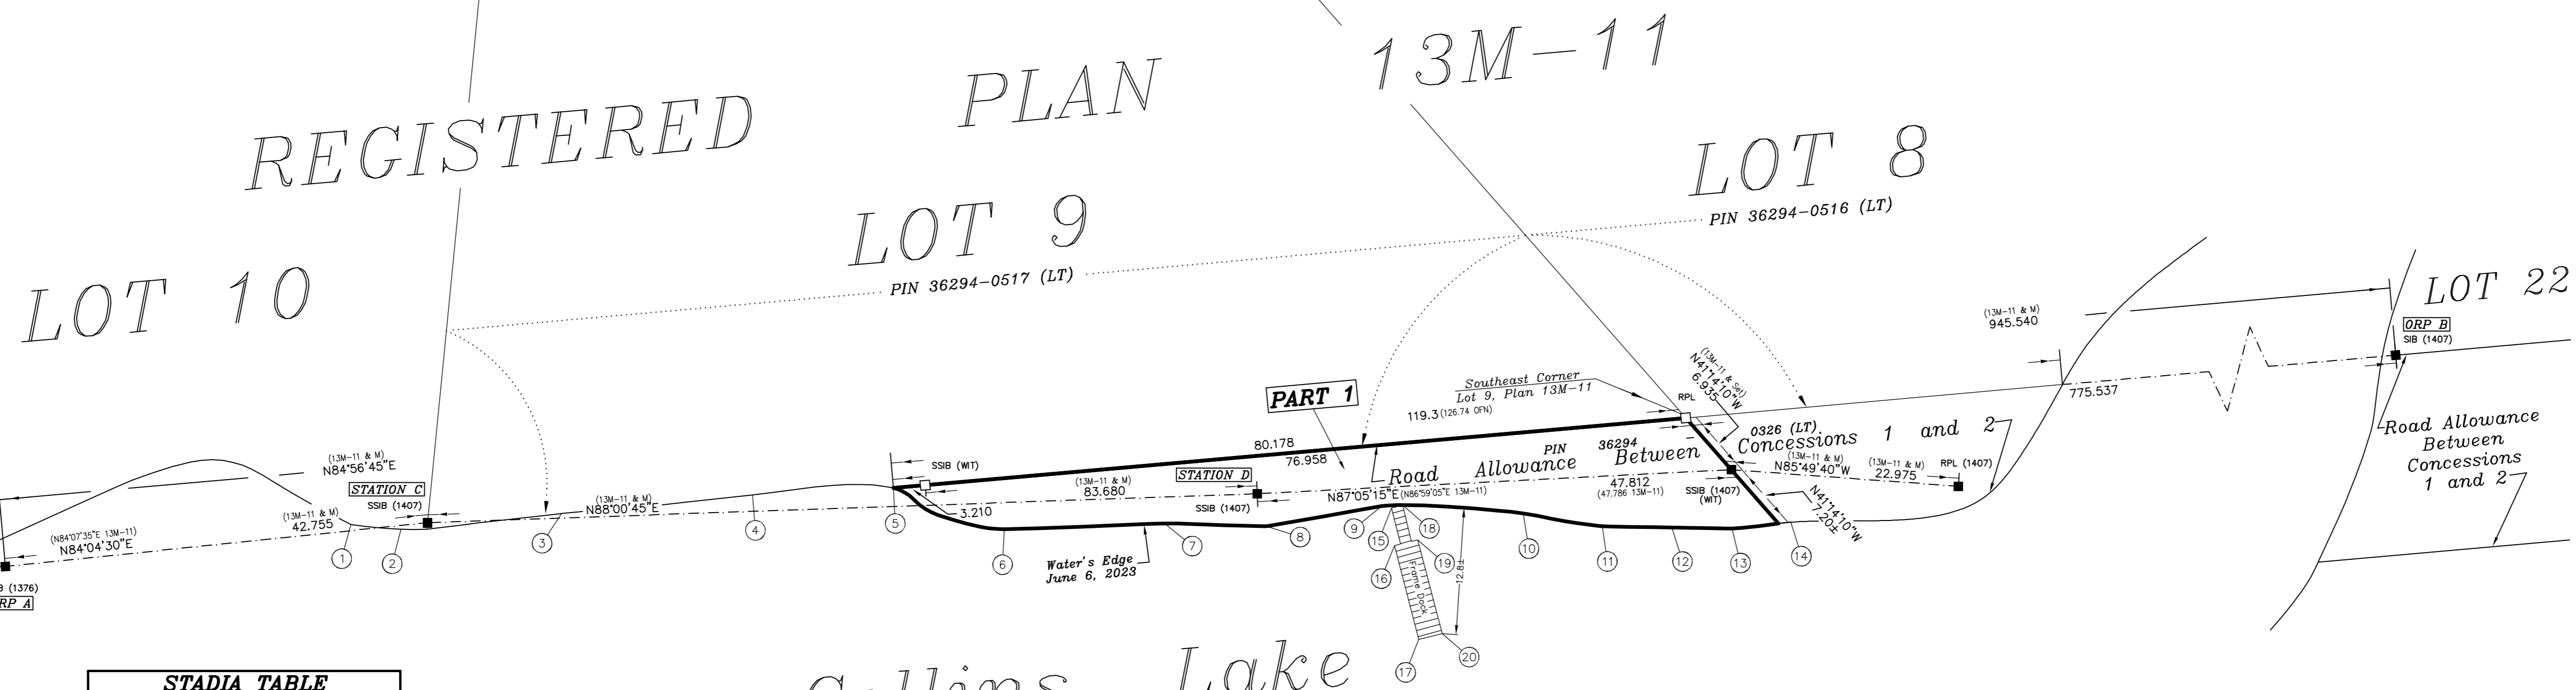 REGISTERED PLAN 13M-11
LOT 10
LOT 9
LOT 8
LOT 22
PIN 36294-0517 (LT)
PIN 36294-0516 (LT)
(13M-11 & M)
945.540
ORP B
SIB (1407)
775.537
Road Allowance
Between
Concessions
1 and 2
(13M-11 & Set)
N41°14'10"W
6.935
Southeast Corner
Lot 9, Plan 13M-11
RPL
PART 1
119.3 (126.74 OFN)
80.178
76.958
PIN 36294 - 0326 (LT)
Road Allowance Between Concessions 1 and 2
(13M-11 & M)
N85°49'40"W
(13M-11 & M)
22.975
RPL (1407)
SSIB (WIT)
STATION D
(13M-11 & M)
83.680
SSIB (1407)
N87°05'15"E (N86°59'05"E 13M-11)
47.812
(47.786 13M-11)
SSIB (1407)
(WIT)
N41°14'10"W
7.20±
(13M-11 & M)
N84°56'45"E
STATION C
SSIB (1407)
(13M-11 & M)
N88°00'45"E
3.210
(13M-11 & M)
42.755
(N84°07'35"E 13M-11)
N84°04'30"E
B (1376)
RP A
1
2
3
4
5
6
7
8
9
10
11
12
13
14
15
16
17
18
19
20
Water's Edge
June 6, 2023
Frame Dock
12.8±
Collins Lake
STADIA TABLE